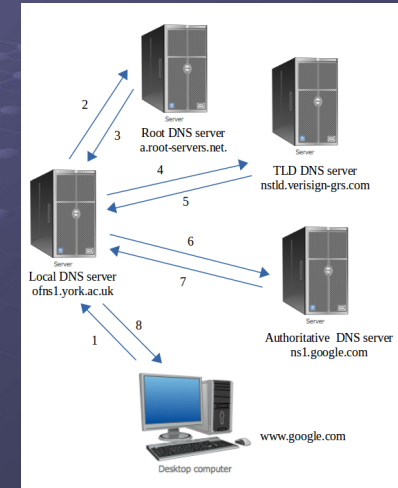 2
3
Server
Root DNS server
a.root-servers.net.
Server
TLD DNS server
nstld.verisign-grs.com
4
5
Server
Local DNS server
ofns1.york.ac.uk
6
7
Server
Authoritative DNS server
ns1.google.com
1
8
www.google.com
Desktop computer